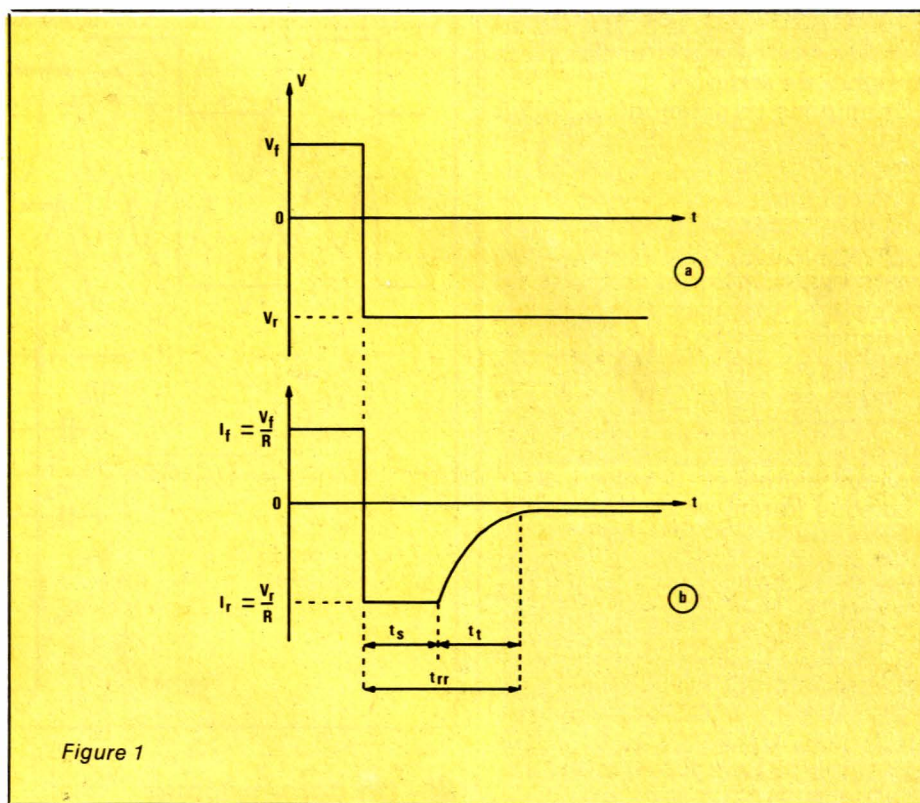 V
V_f
0
t
a
V_r
I_f = V_f/R
0
t
I_r = V_r/R
b
t_s
t_t
t_rr
Figure 1